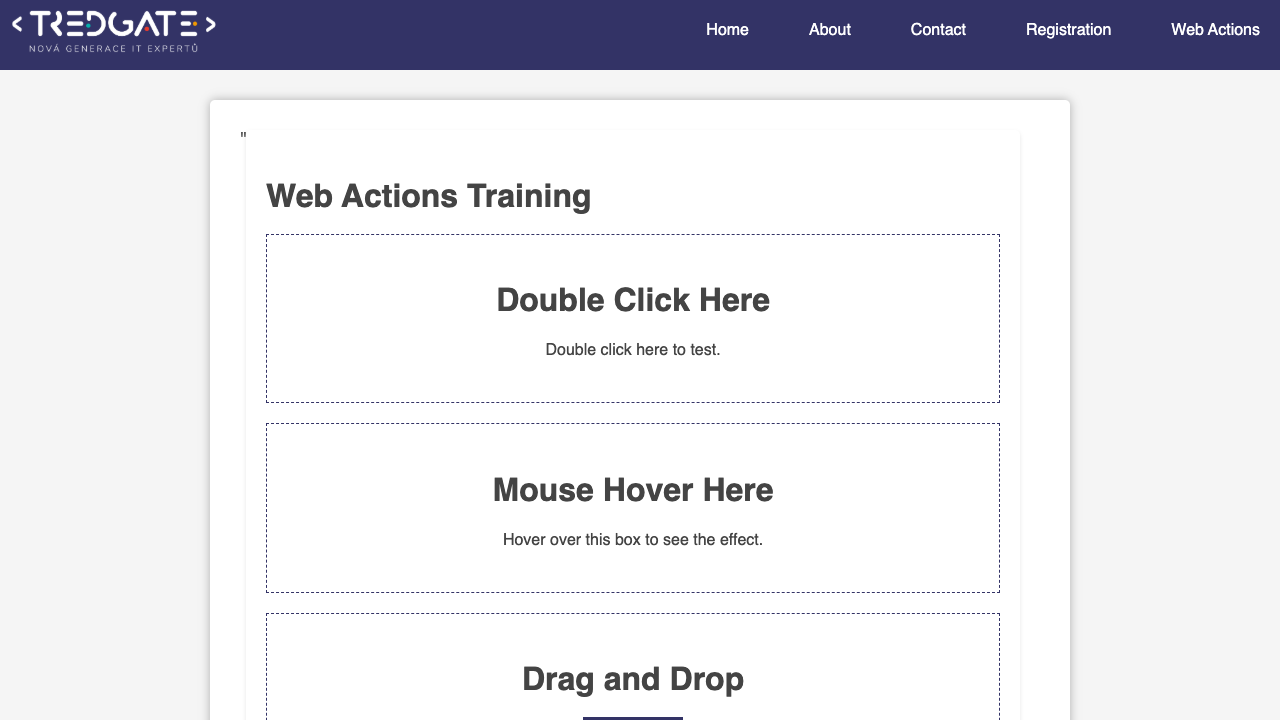 < TREDGATE >
NOVÁ GENERACE IT EXPERTŮ
Home About Contact Registration Web Actions
"
Web Actions Training
Double Click Here
Double click here to test.
Mouse Hover Here
Hover over this box to see the effect.
Drag and Drop